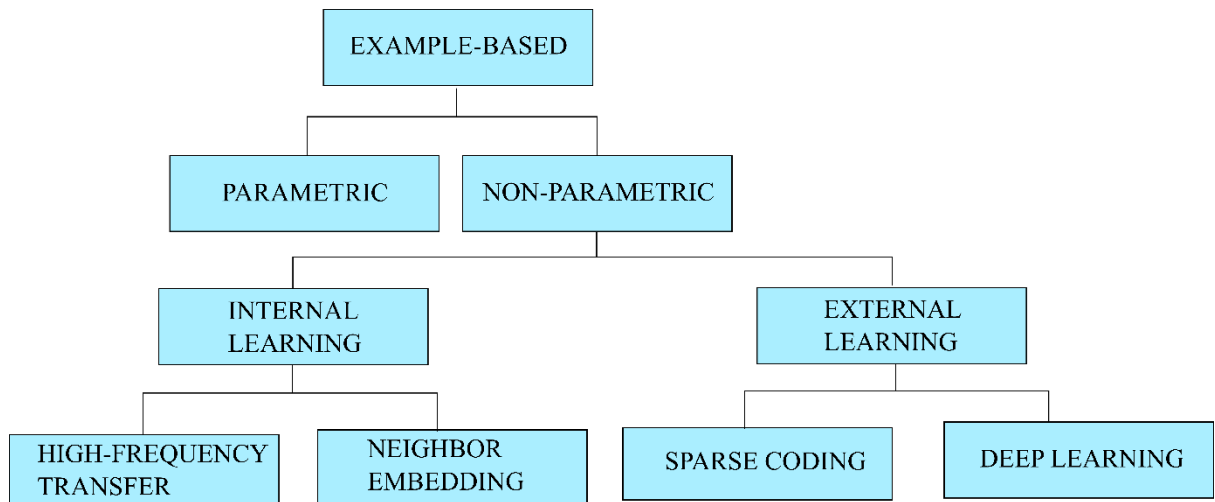 EXAMPLE-BASED
PARAMETRIC
NON-PARAMETRIC
INTERNAL
LEARNING
EXTERNAL
LEARNING
HIGH-FREQUENCY
TRANSFER
NEIGHBOR
EMBEDDING
SPARSE CODING
DEEP LEARNING